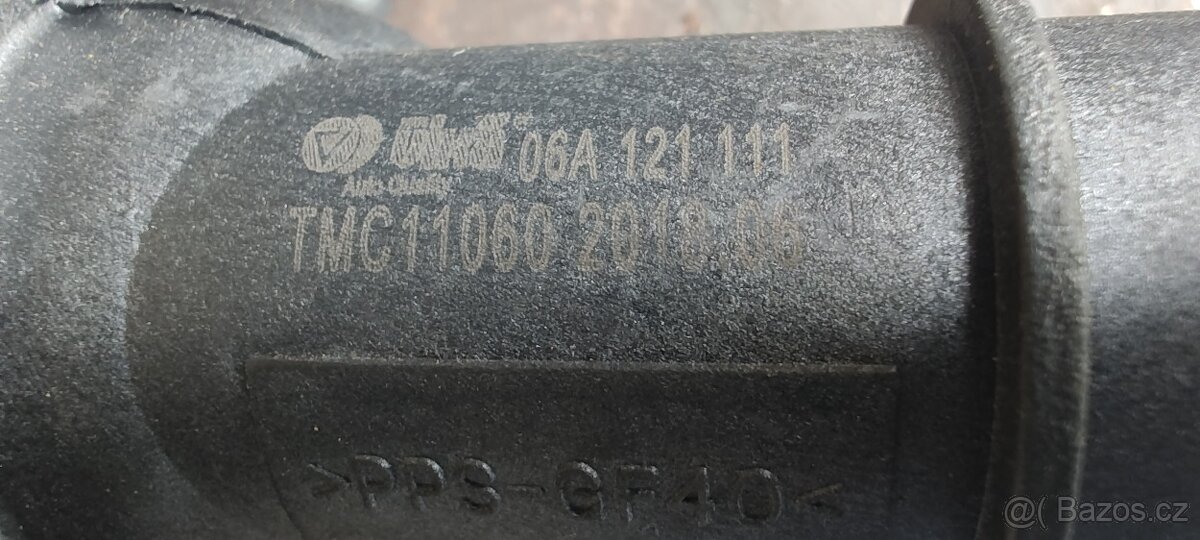 06A 121 111
Auto Quality
TMC11060 2018.06
>PPS-GF40<
@( Bazos.cz